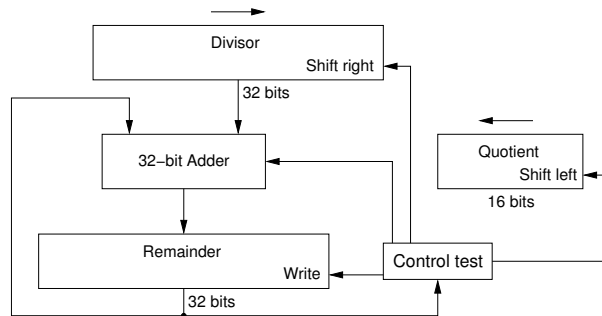 Divisor
Shift right
32 bits
32−bit Adder
Quotient
Shift left
16 bits
Remainder
Write
Control test
32 bits